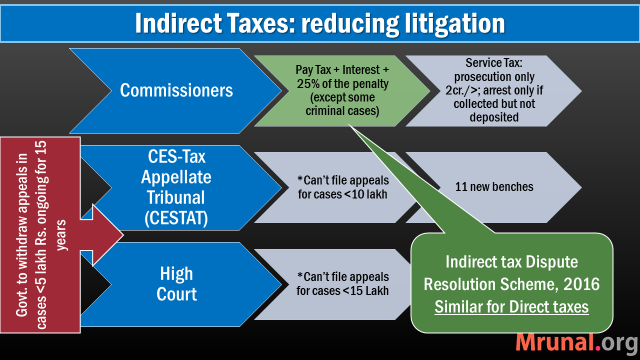 Indirect Taxes: reducing litigation
Commissioners
Pay Tax + Interest +
25% of the penalty
(except some
criminal cases)
Service Tax:
prosecution only
2cr./>; arrest only if
collected but not
deposited
Govt. to withdraw appeals in
cases <5 lakh Rs. ongoing for 15
years
CES-Tax
Appellate
Tribunal
(CESTAT)
*Can't file appeals
for cases <10 lakh
11 new benches
High
Court
*Can't file appeals
for cases <15 Lakh
Indirect tax Dispute
Resolution Scheme, 2016
Similar for Direct taxes
Mrunal.org